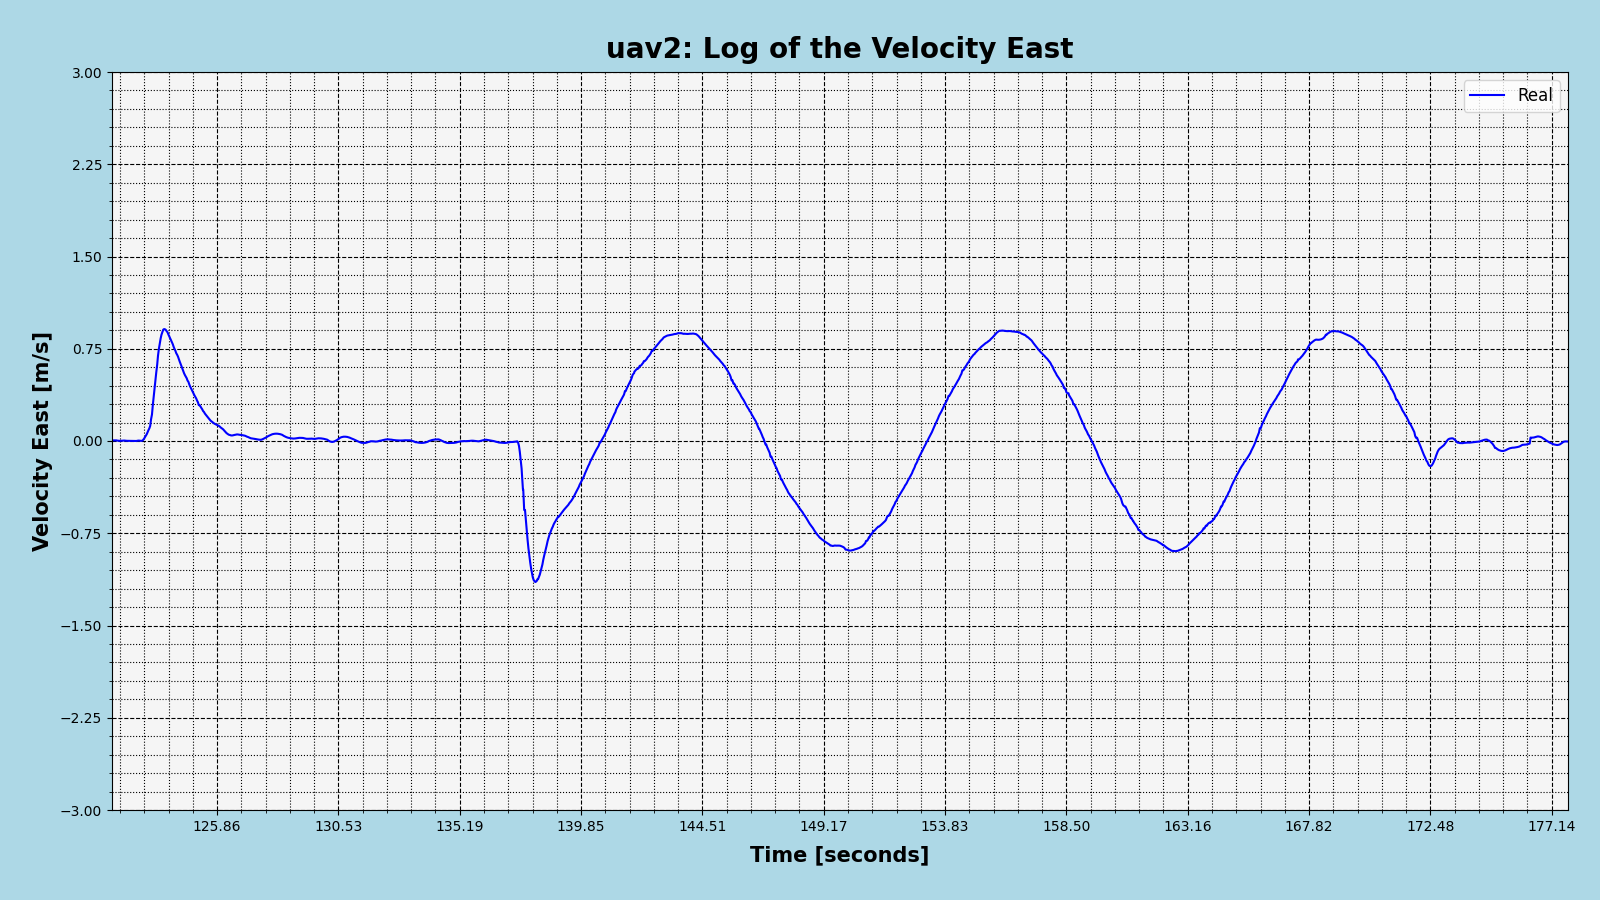 uav2: Log of the Velocity East
Real
Velocity East [m/s]
3.00
2.25
1.50
0.75
0.00
−0.75
−1.50
−2.25
−3.00
125.86 130.53 135.19 139.85 144.51 149.17 153.83 158.50 163.16 167.82 172.48 177.14
Time [seconds]